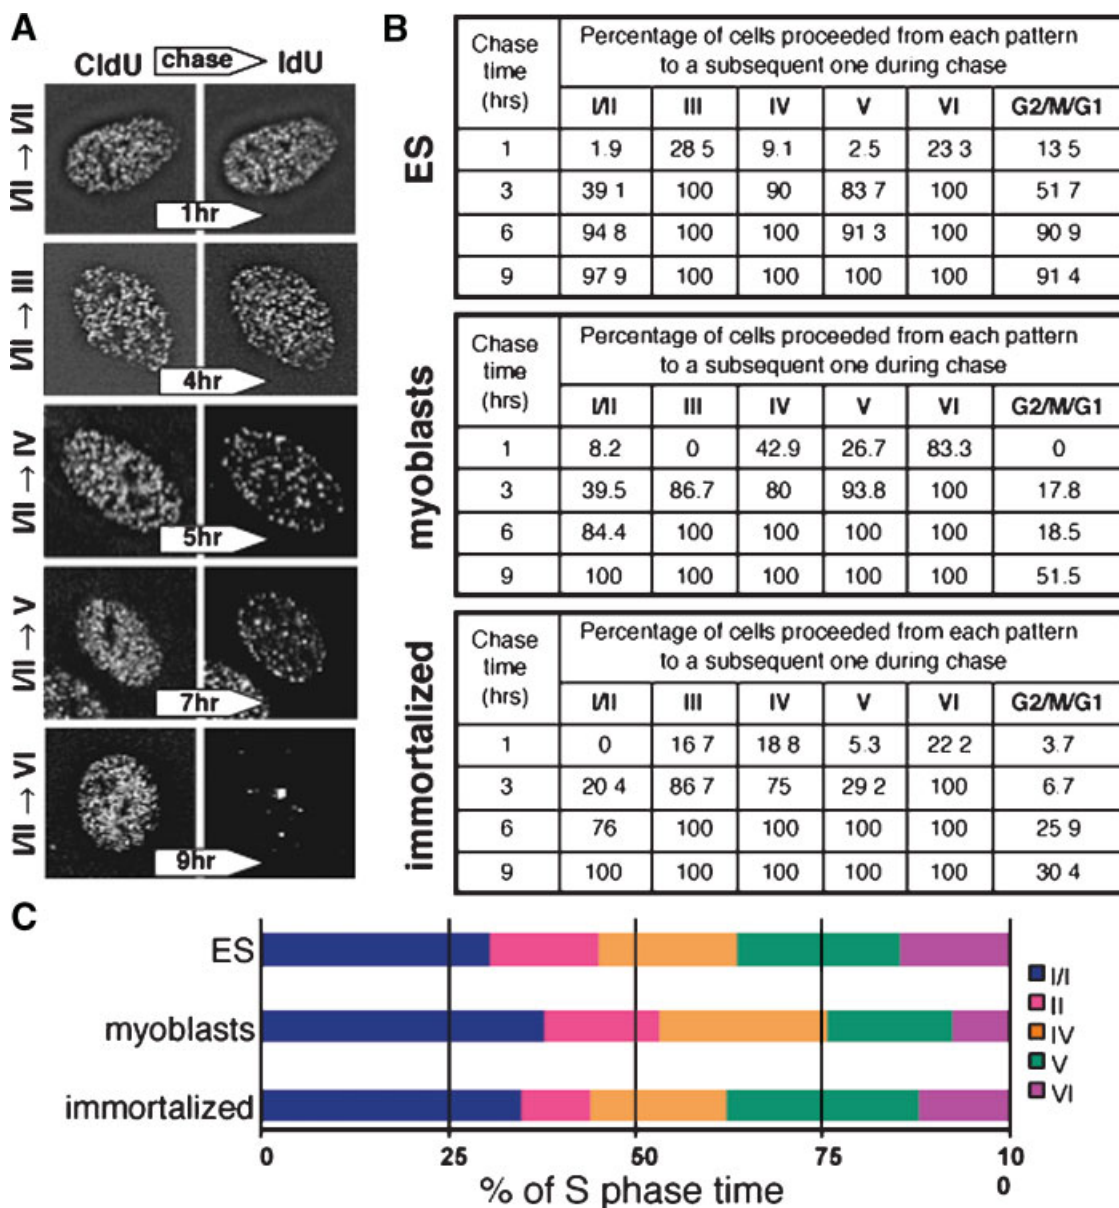 A
CldU chase IdU
I/II → I/II
1hr
I/II → III
4hr
I/II → IV
5hr
I/II → V
7hr
I/II → VI
9hr
B
ES
Chase time (hrs) Percentage of cells proceeded from each pattern
to a subsequent one during chase
I/II III IV V VI G2/M/G1
1 1.9 28 5 9.1 2.5 23 3 13 5
3 39 1 100 90 83 7 100 51 7
6 94 8 100 100 91 3 100 90 9
9 97 9 100 100 100 100 91 4
myoblasts
Chase time (hrs) Percentage of cells proceeded from each pattern
to a subsequent one during chase
I/II III IV V VI G2/M/G1
1 8.2 0 42.9 26.7 83.3 0
3 39.5 86.7 80 93.8 100 17.8
6 84.4 100 100 100 100 18.5
9 100 100 100 100 100 51.5
immortalized
Chase time (hrs) Percentage of cells proceeded from each pattern
to a subsequent one during chase
I/II III IV V VI G2/M/G1
1 0 16 7 18 8 5.3 22 2 3.7
3 20 4 86 7 75 29 2 100 6.7
6 76 100 100 100 100 25 9
9 100 100 100 100 100 30 4
C
ES
myoblasts
immortalized
0 25 50 75 10
0
% of S phase time
I/I
II
IV
V
VI